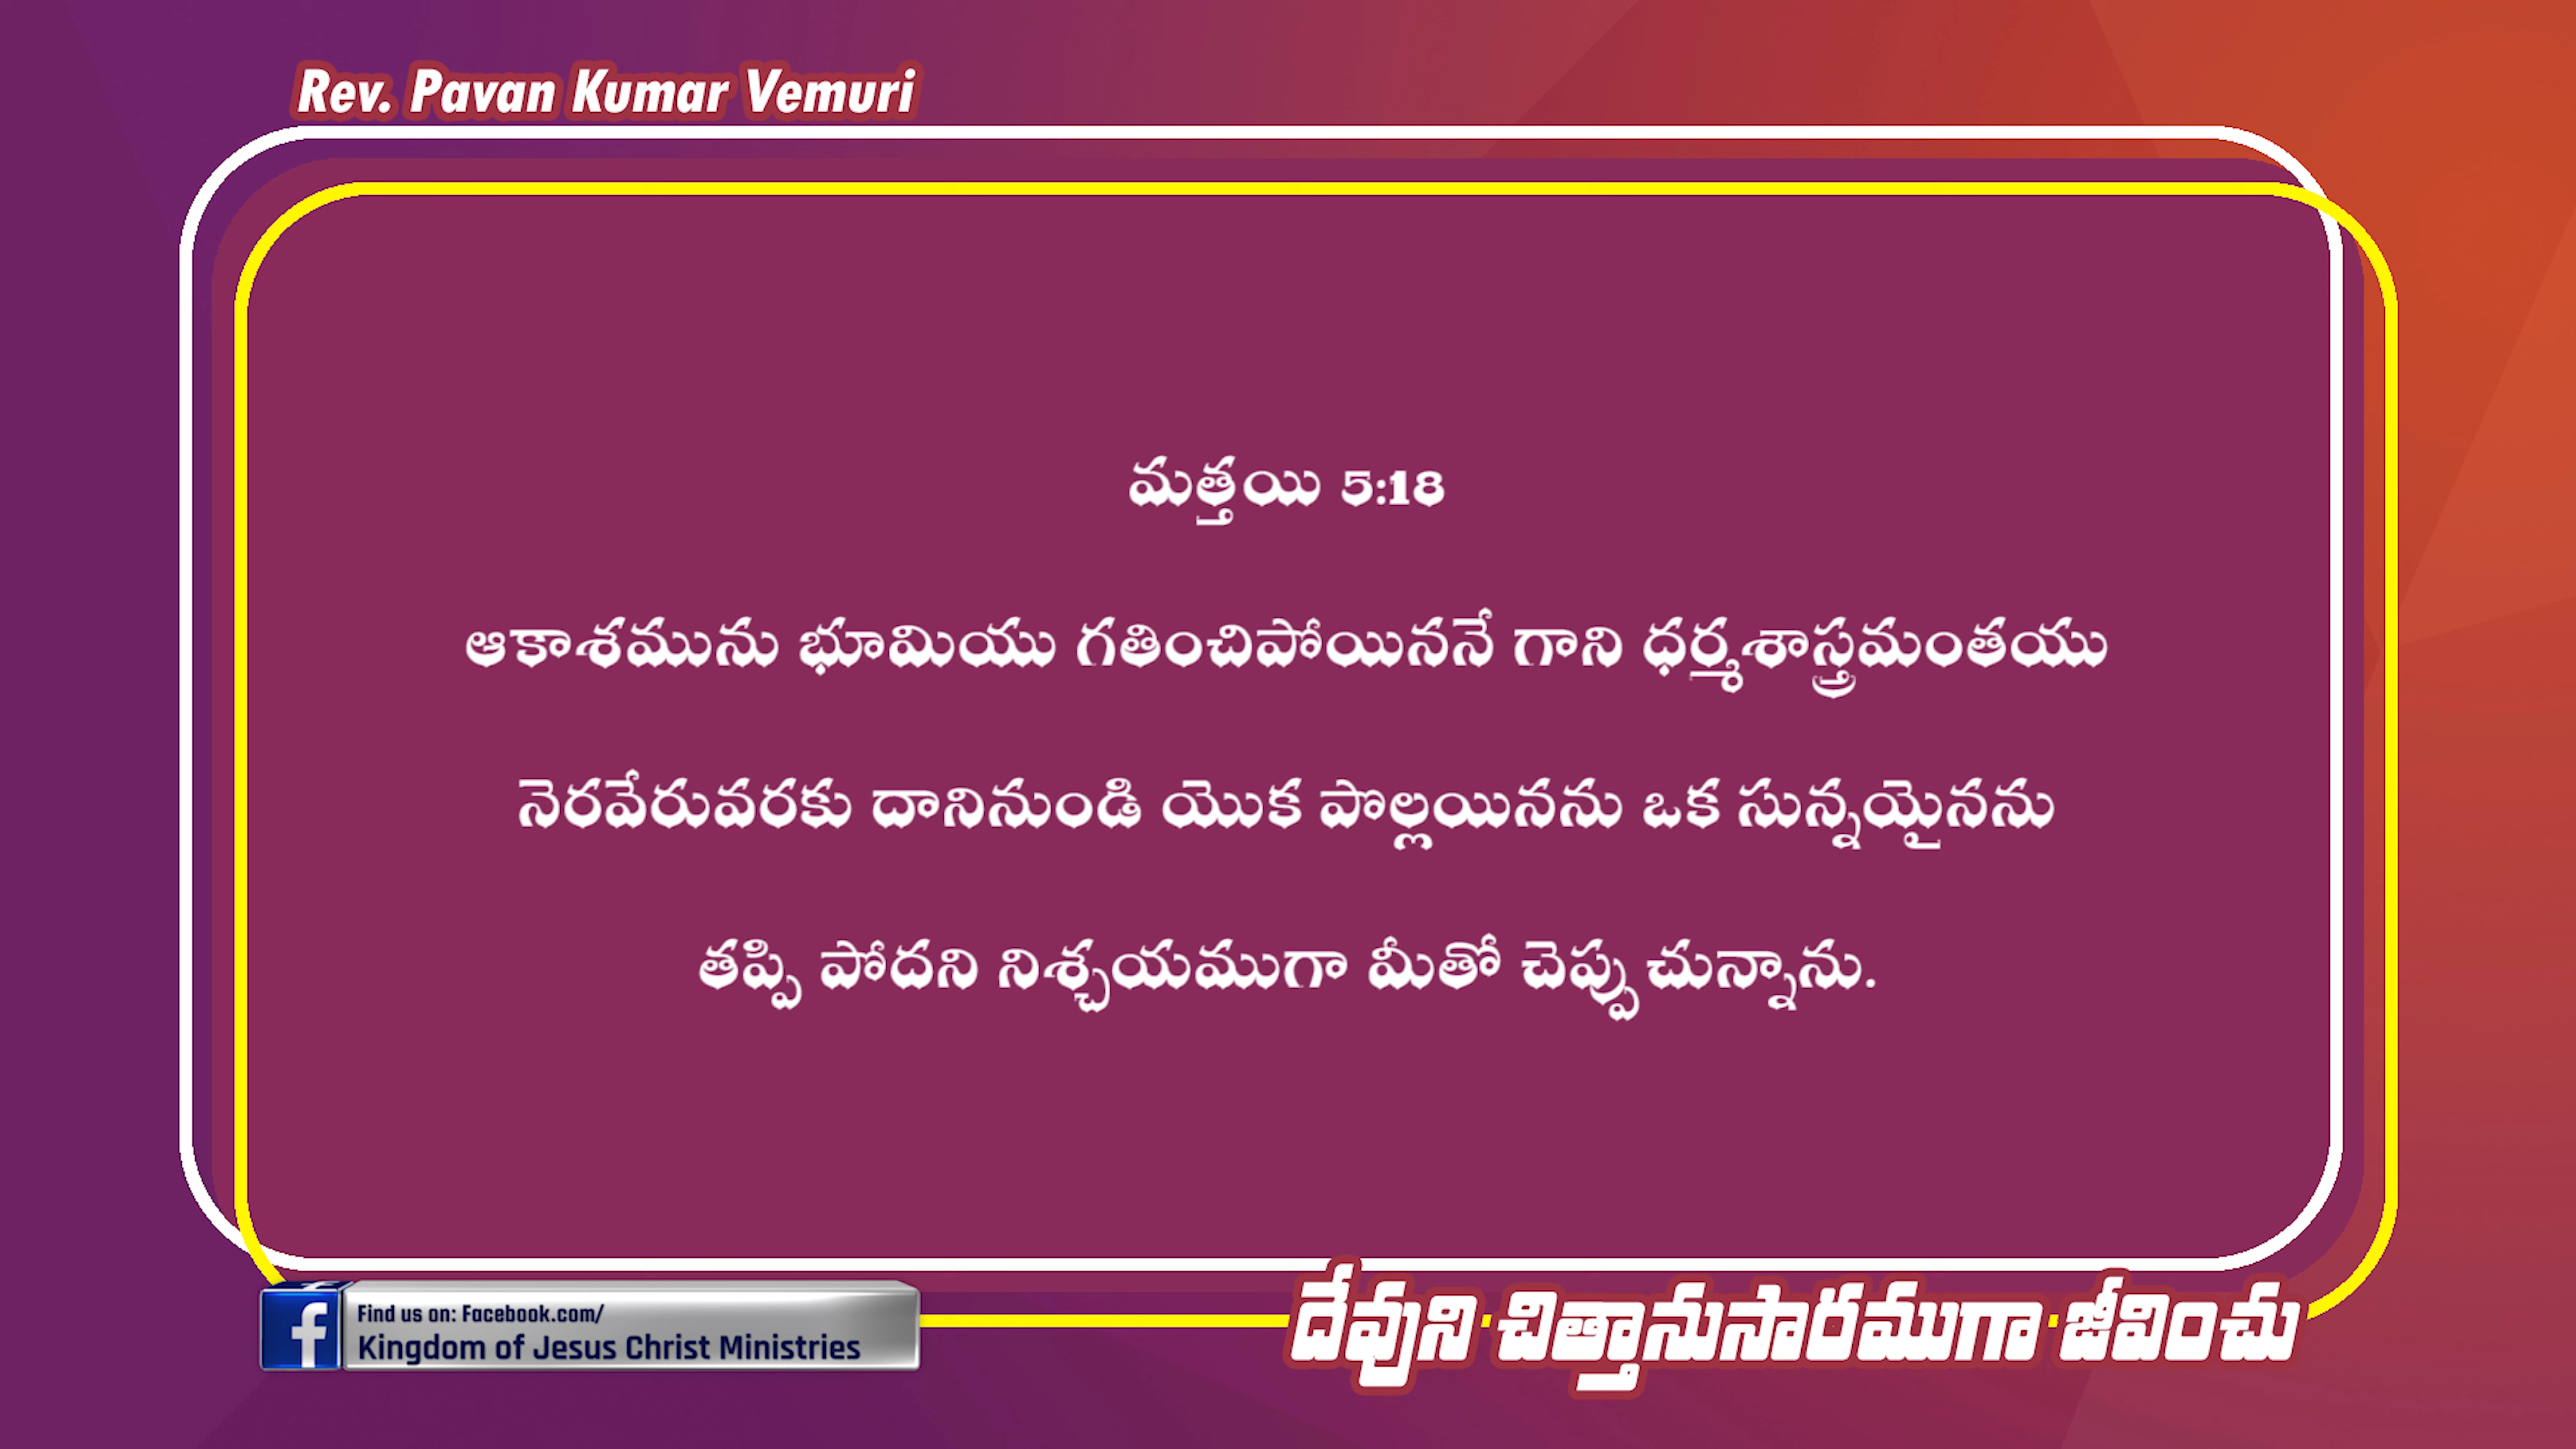 Rev. Pavan Kumar Vemuri
మత్తయి 5:18
ఆకాశమును భూమియు గతించిపోయిననే గాని ధర్మశాస్త్రమంతయు
నెరవేరువరకు దానినుండి యొక పొల్లయినను ఒక సున్నయైనను
తప్పి పోదని నిశ్చయముగా మీతో చెప్పుచున్నాను.
Find us on: Facebook.com/
Kingdom of Jesus Christ Ministries
దేవుని చిత్తానుసారముగా జీవించు